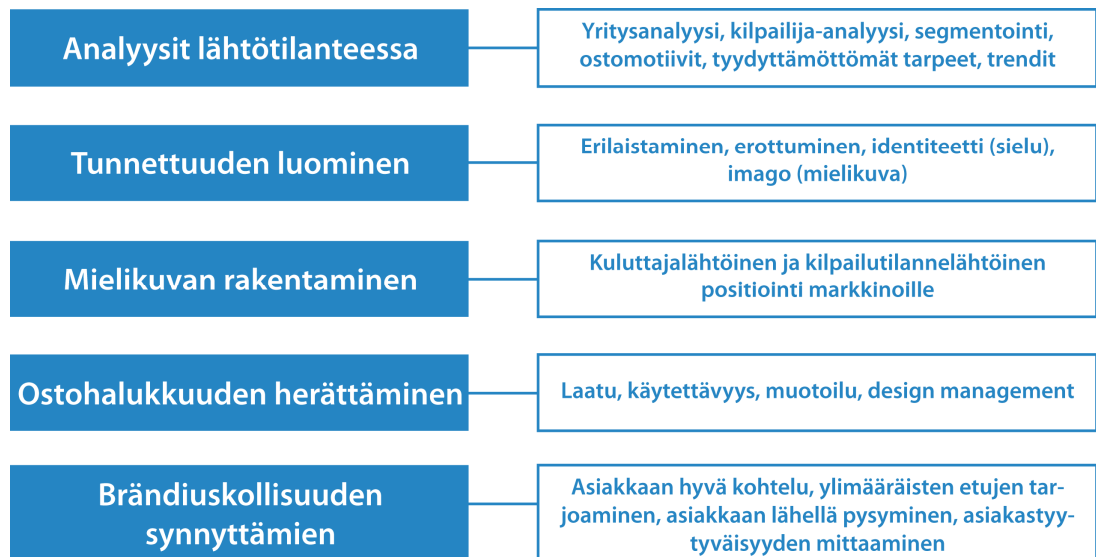 Analyysit lähtötilanteessa
Yritysanalyysi, kilpailija-analyysi, segmentointi,
ostomotiivit, tyydyttämöttömät tarpeet, trendit
Tunnettuuden luominen
Erilaistaminen, erottuminen, identiteetti (sielu),
imago (mielikuva)
Mielikuvan rakentaminen
Kuluttajalähtöinen ja kilpailutilannelähtöinen
positiointi markkinoille
Ostohalukkuuden herättäminen
Laatu, käytettävyys, muotoilu, design management
Brändiuskollisuuden
synnyttämien
Asiakkaan hyvä kohtelu, ylimääräisten etujen tar-
joaminen, asiakkaan lähellä pysyminen, asiakastyy-
tyväisyyden mittaaminen